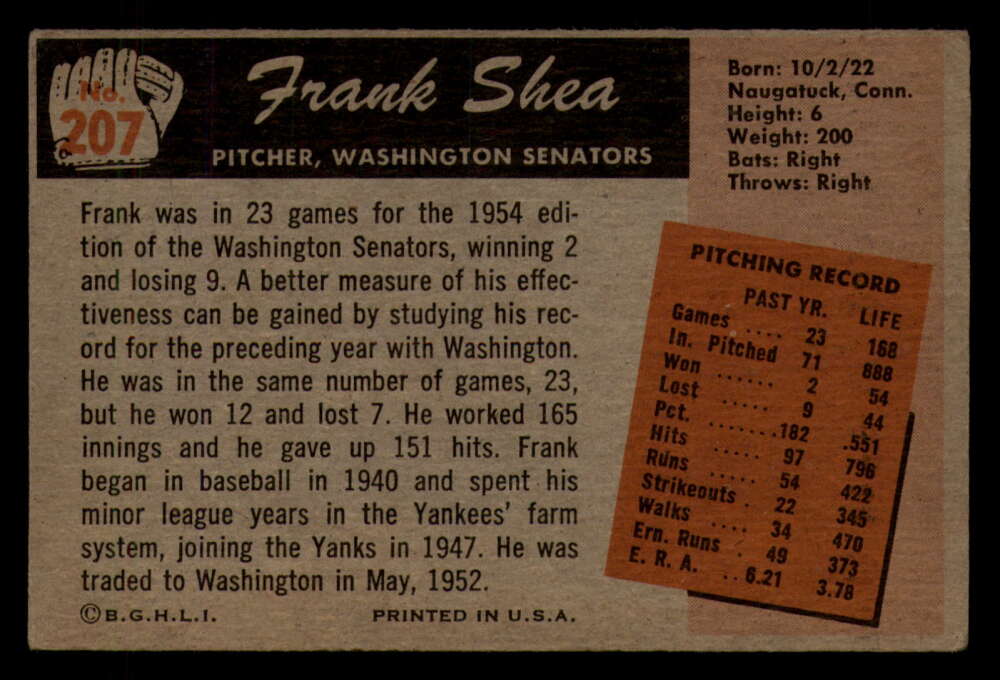 No.
207
Frank Shea
PITCHER, WASHINGTON SENATORS
Born: 10/2/22
Naugatuck, Conn.
Height: 6
Weight: 200
Bats: Right
Throws: Right
Frank was in 23 games for the 1954 edi-
tion of the Washington Senators, winning 2
and losing 9. A better measure of his effec-
tiveness can be gained by studying his rec-
ord for the preceding year with Washington.
He was in the same number of games, 23,
but he won 12 and lost 7. He worked 165
innings and he gave up 151 hits. Frank
began in baseball in 1940 and spent his
minor league years in the Yankees' farm
system, joining the Yanks in 1947. He was
traded to Washington in May, 1952.
©B.G.H.L.I. PRINTED IN U.S.A.
PITCHING RECORD
PAST YR. LIFE
Games .... 23 168
In. Pitched 71 888
Won ...... 2 54
Lost ..... 9 44
Pct. .......182 .551
Hits ..... 97 796
Runs ..... 54 422
Strikeouts . 22 345
Walks .... 34 470
Ern. Runs . 49 373
E. R. A. ..6.21 3.78